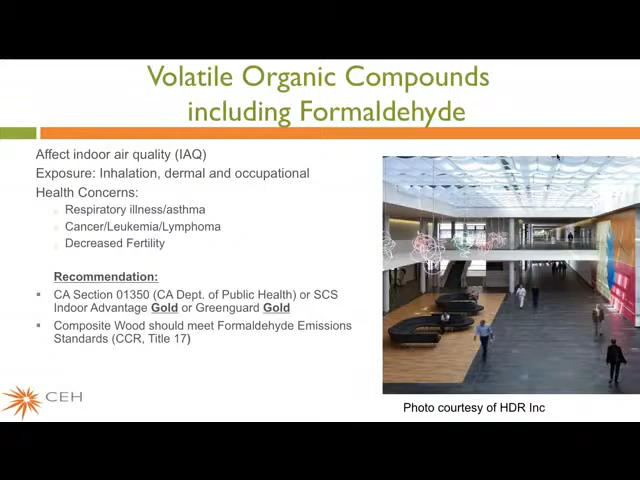 Volatile Organic Compounds
including Formaldehyde
Affect indoor air quality (IAQ)
Exposure: Inhalation, dermal and occupational
Health Concerns:
Respiratory illness/asthma
Cancer/Leukemia/Lymphoma
Decreased Fertility
Recommendation:
CA Section 01350 (CA Dept. of Public Health) or SCS
Indoor Advantage Gold or Greenguard Gold
Composite Wood should meet Formaldehyde Emissions
Standards (CCR, Title 17)
CEH
Photo courtesy of HDR Inc